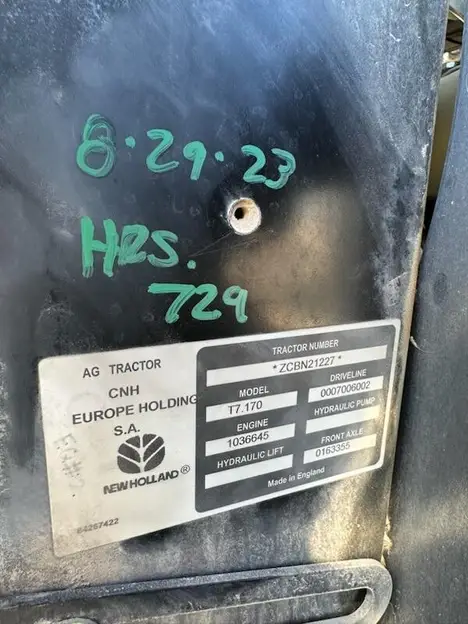 8·29·23
HRS.
729
AG TRACTOR
CNH
EUROPE HOLDING
S.A.
NEW HOLLAND ®
84267422
TRACTOR NUMBER
* ZCBN21227 *
MODEL
T7.170
DRIVELINE
0007006002
ENGINE
1036645
HYDRAULIC PUMP
HYDRAULIC LIFT
FRONT AXLE
0163355
Made in England